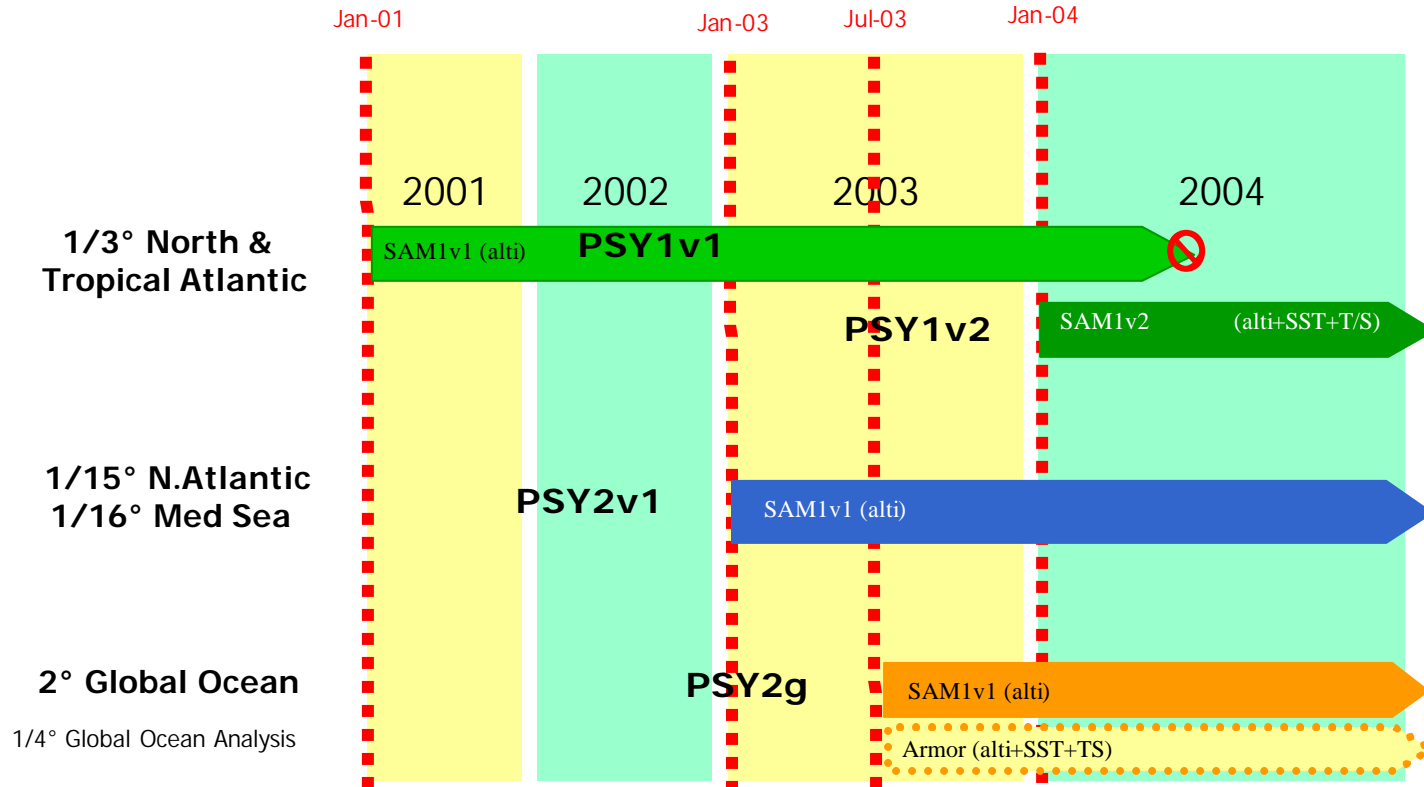 Jan-01
Jan-03
Jul-03
Jan-04
2001
2002
2003
2004
1/3° North &
Tropical Atlantic
SAM1v1 (alti)
PSY1v1
PSY1v2
SAM1v2 (alti+SST+T/S)
1/15° N.Atlantic
1/16° Med Sea
PSY2v1
SAM1v1 (alti)
2° Global Ocean
PSY2g
SAM1v1 (alti)
1/4° Global Ocean Analysis
Armor (alti+SST+TS)